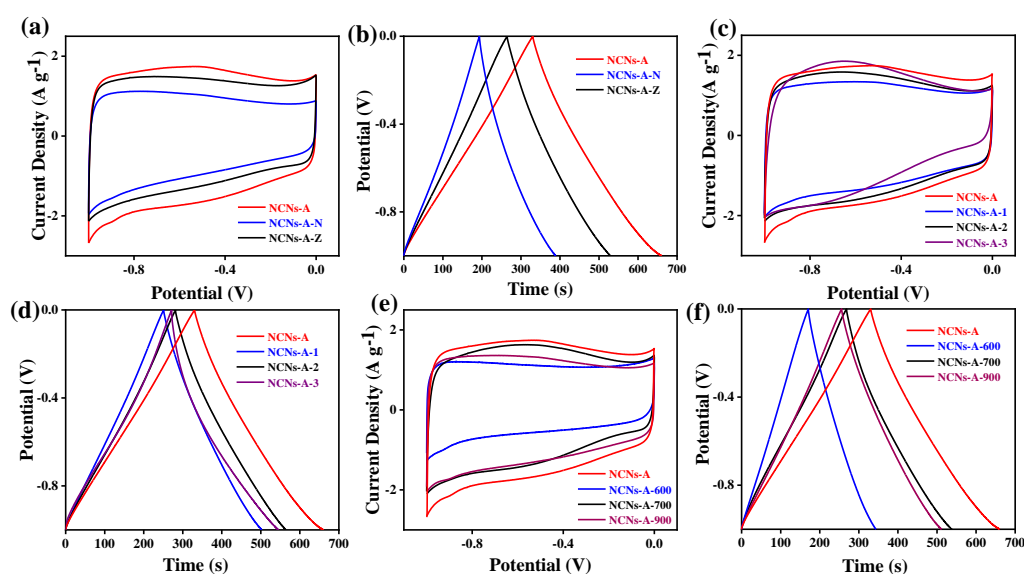 (a)
Current Density (A g-1)
2
0
-2
-0.8
-0.4
0.0
Potential (V)
NCNs-A
NCNs-A-N
NCNs-A-Z
(b)
Potential (V)
0.0
-0.4
-0.8
0
100
200
300
400
500
600
700
Time (s)
NCNs-A
NCNs-A-N
NCNs-A-Z
(c)
Current Density(A g-1)
2
0
-2
-0.8
-0.4
0.0
Potential (V)
NCNs-A
NCNs-A-1
NCNs-A-2
NCNs-A-3
(d)
Potential (V)
0.0
-0.4
-0.8
0
100
200
300
400
500
600
700
Time (s)
NCNs-A
NCNs-A-1
NCNs-A-2
NCNs-A-3
(e)
Current Density (A g-1)
2
0
-2
-0.8
-0.4
0.0
Potential (V)
NCNs-A
NCNs-A-600
NCNs-A-700
NCNs-A-900
(f)
Potential (V)
0.0
-0.4
-0.8
0
100
200
300
400
500
600
700
Time (s)
NCNs-A
NCNs-A-600
NCNs-A-700
NCNs-A-900